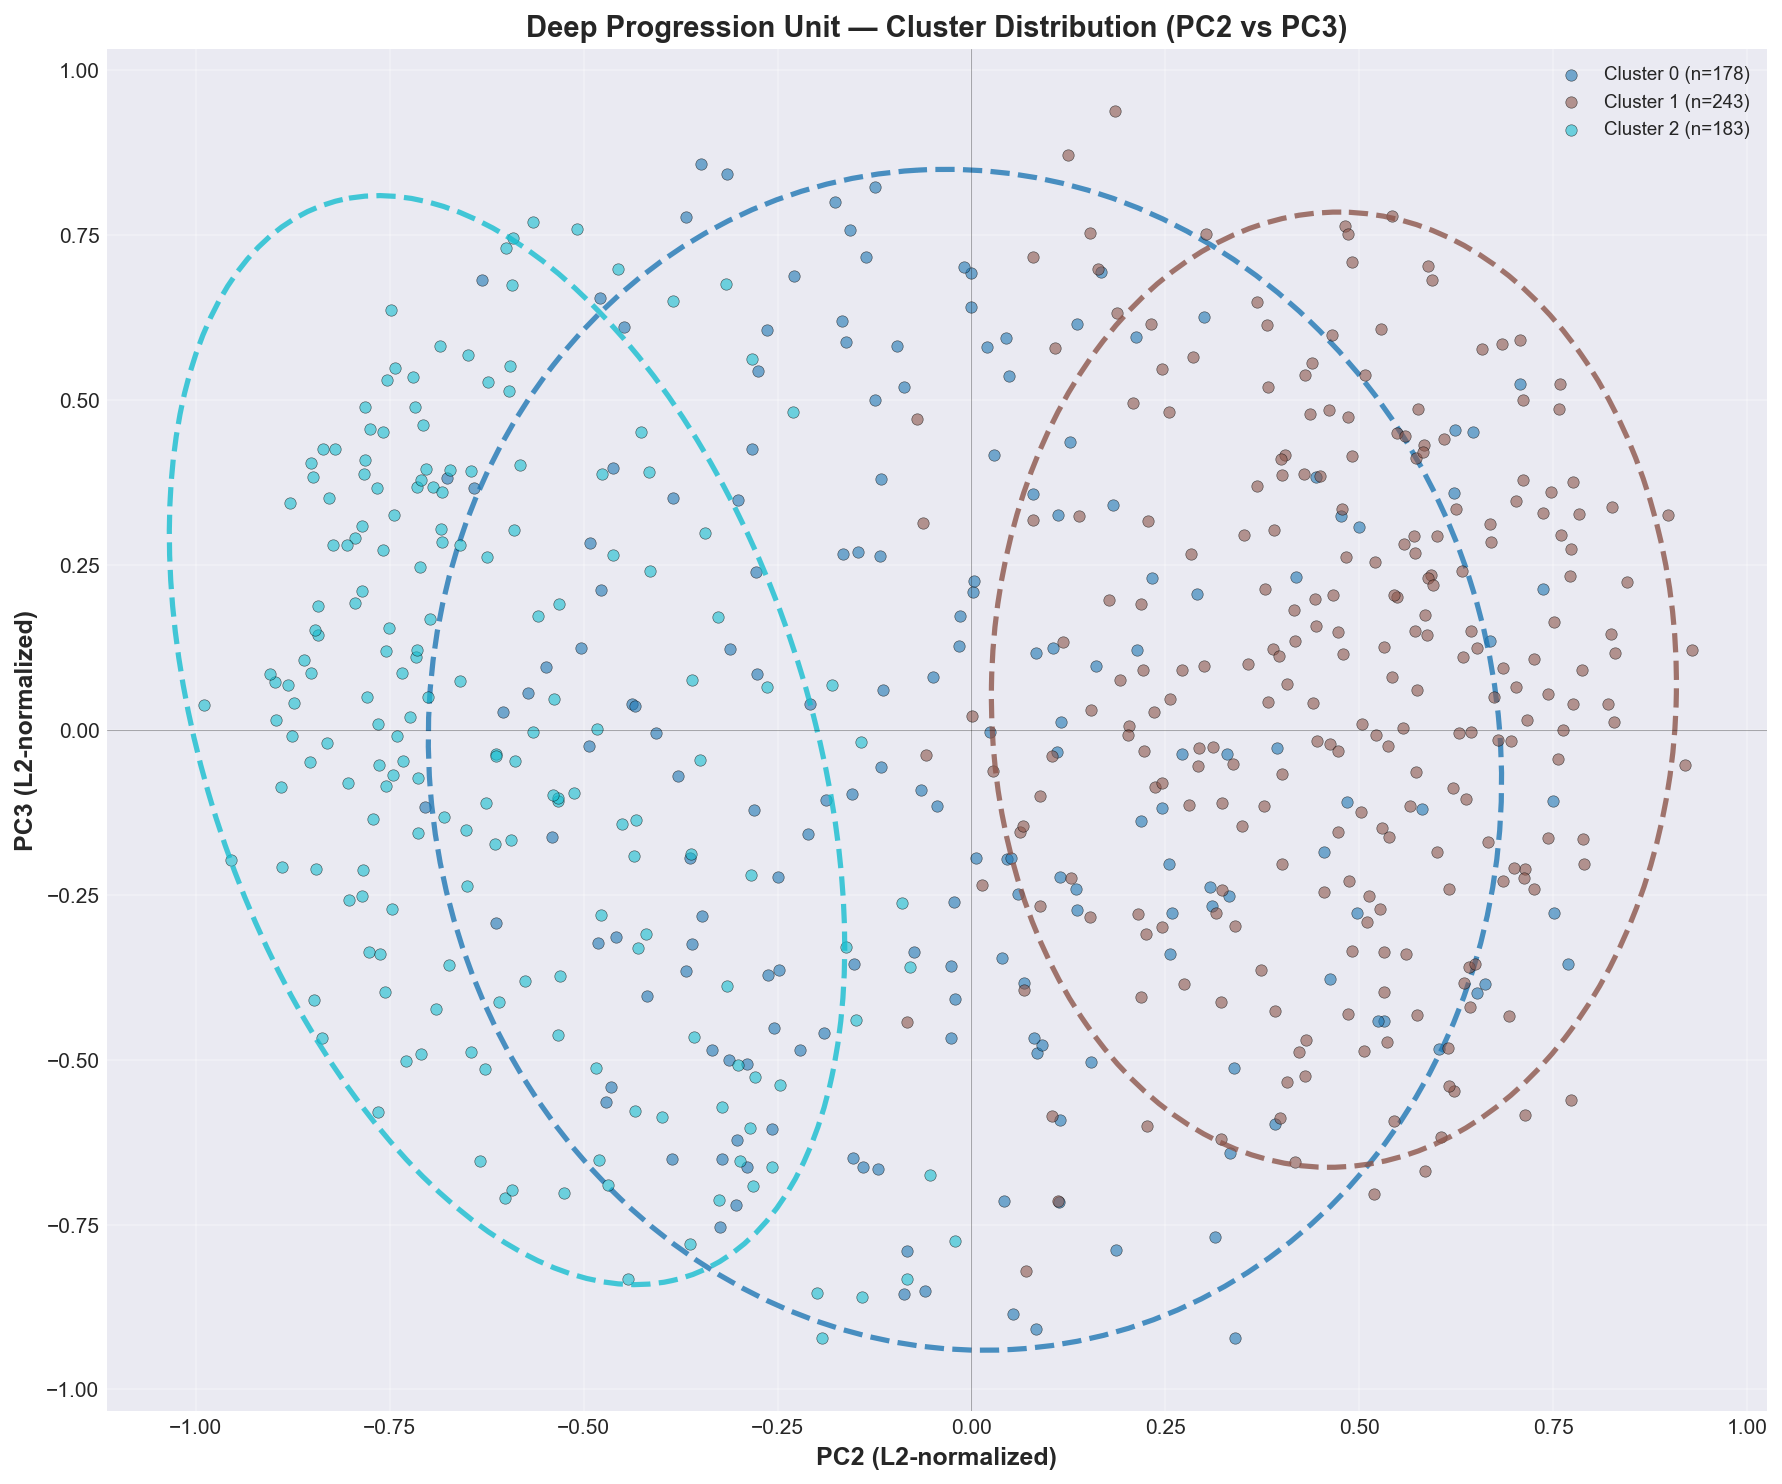 Deep Progression Unit — Cluster Distribution (PC2 vs PC3)
Cluster 0 (n=178)
Cluster 1 (n=243)
Cluster 2 (n=183)
1.00
0.75
0.50
0.25
0.00
−0.25
−0.50
−0.75
−1.00
PC3 (L2-normalized)
−1.00 −0.75 −0.50 −0.25 0.00 0.25 0.50 0.75 1.00
PC2 (L2-normalized)